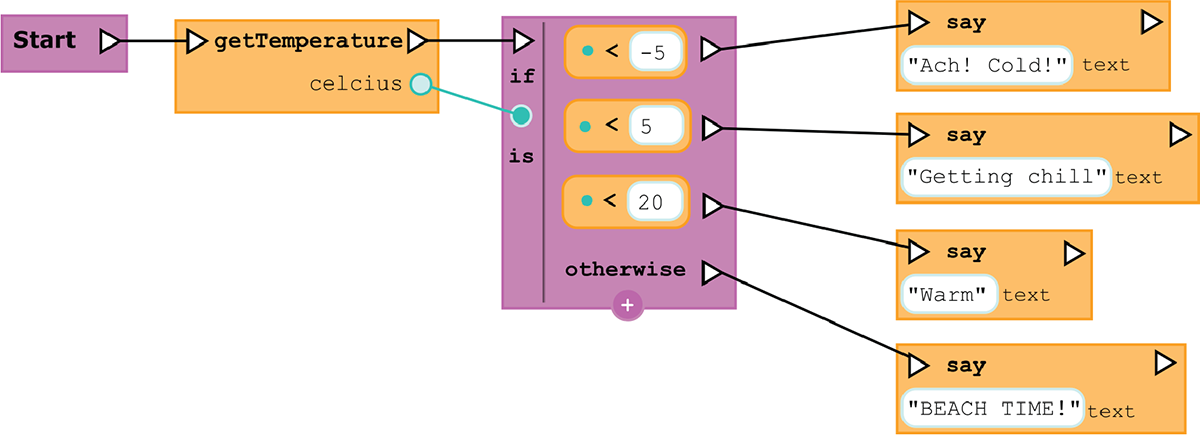 Start
getTemperature
celcius
if
is
< -5
< 5
< 20
otherwise
+
say
"Ach! Cold!" text
say
"Getting chill" text
say
"Warm" text
say
"BEACH TIME!" text